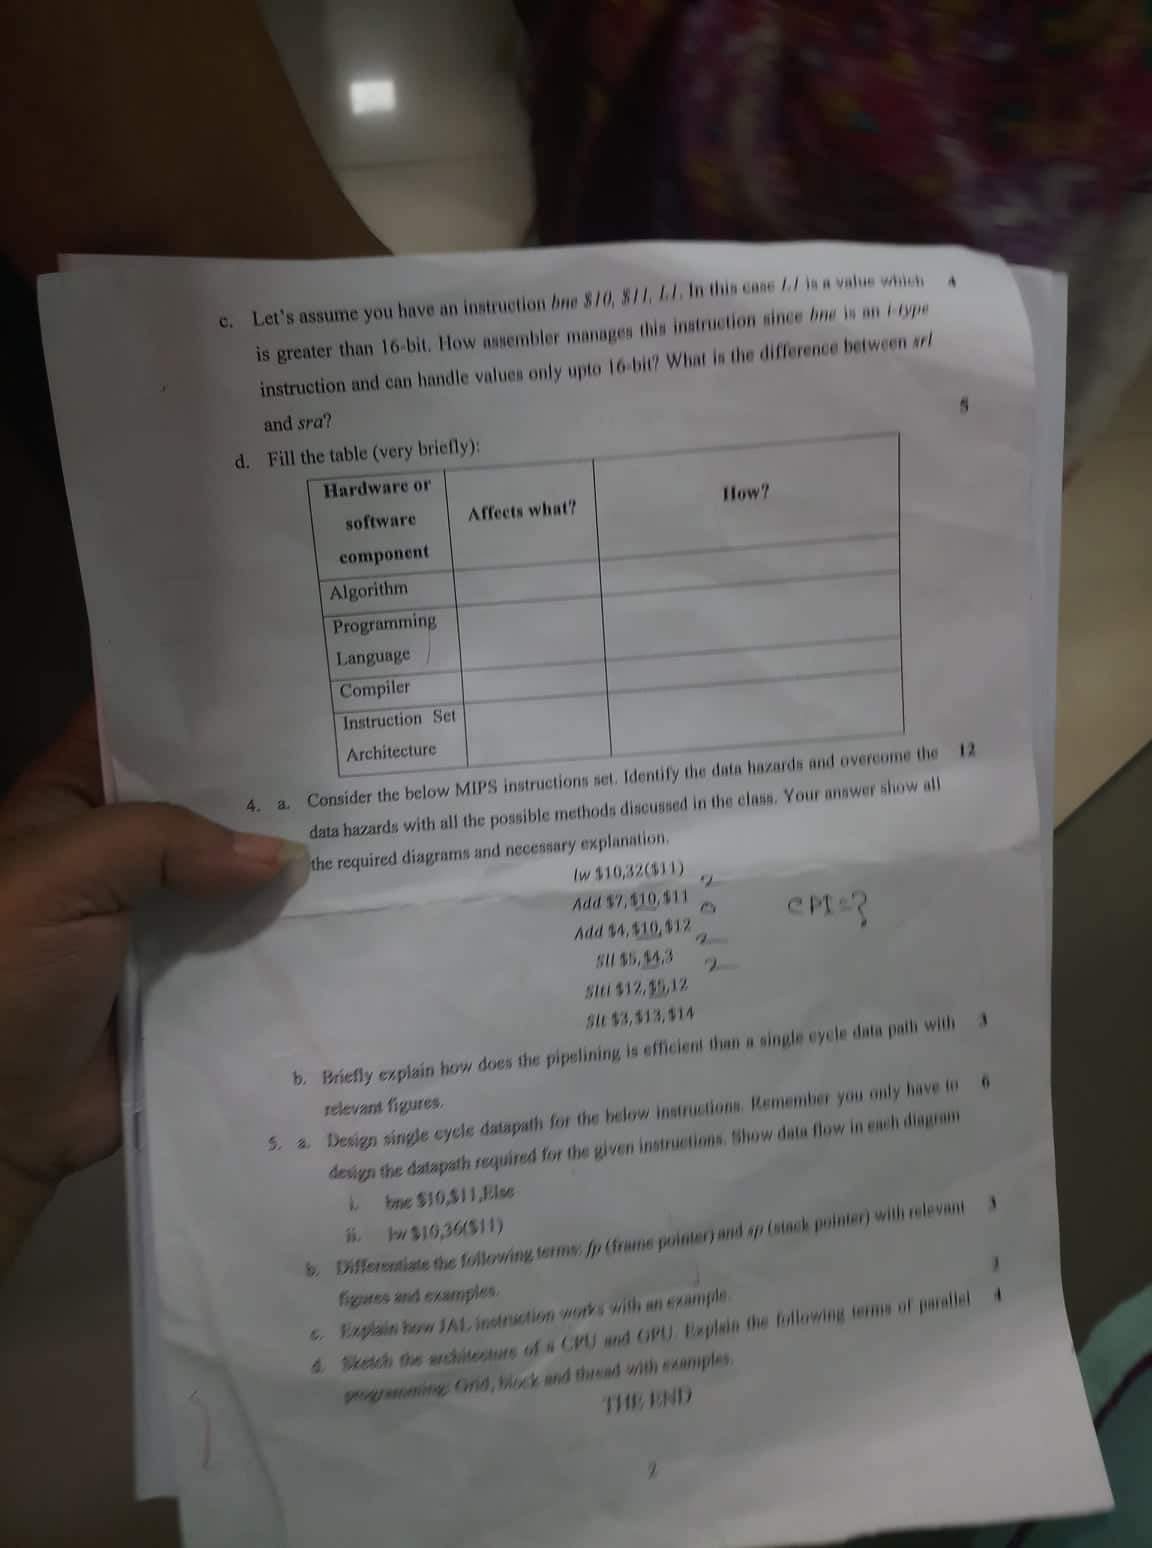 c. Let's assume you have an instruction bne $10, $11, L1. In this case L1 is a value which 4
is greater than 16-bit. How assembler manages this instruction since bne is an i-type
instruction and can handle values only upto 16-bit? What is the difference between srl
and sra?
5
d. Fill the table (very briefly):
Hardware or software component Affects what? How?
Algorithm
Programming
Language
Compiler
Instruction Set
Architecture
4. a. Consider the below MIPS instructions set. Identify the data hazards and overcome the 12
data hazards with all the possible methods discussed in the class. Your answer show all
the required diagrams and necessary explanation.
lw $10,32($11) 2
Add $7,$10,$11 0
CPI=?
Add $4,$10,$12 2
Sll $5,$4,3 2
Slti $12,$5,12
Slt $3,$13,$14
b. Briefly explain how does the pipelining is efficient than a single cycle data path with 3
relevant figures.
5. a. Design single cycle datapath for the below instructions. Remember you only have to 6
design the datapath required for the given instructions. Show data flow in each diagram
i. bne $10,$11,Else
ii. lw $10,36($11)
b. Differentiate the following terms: fp (frame pointer) and sp (stack pointer) with relevant 3
figures and examples.
c. Explain how JAL instruction works with an example. 3
d. Sketch the architecture of a CPU and GPU. Explain the following terms of parallel 4
programming: Grid, block and thread with examples.
THE END
2